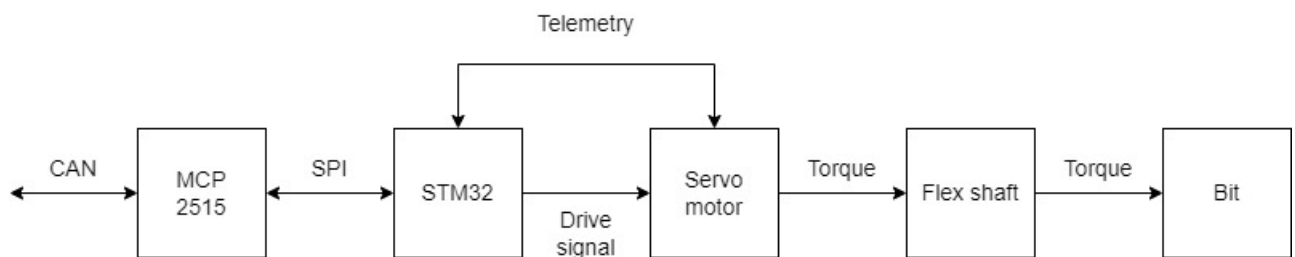 Telemetry
CAN
MCP
2515
SPI
STM32
Drive
signal
Servo
motor
Torque
Flex shaft
Torque
Bit